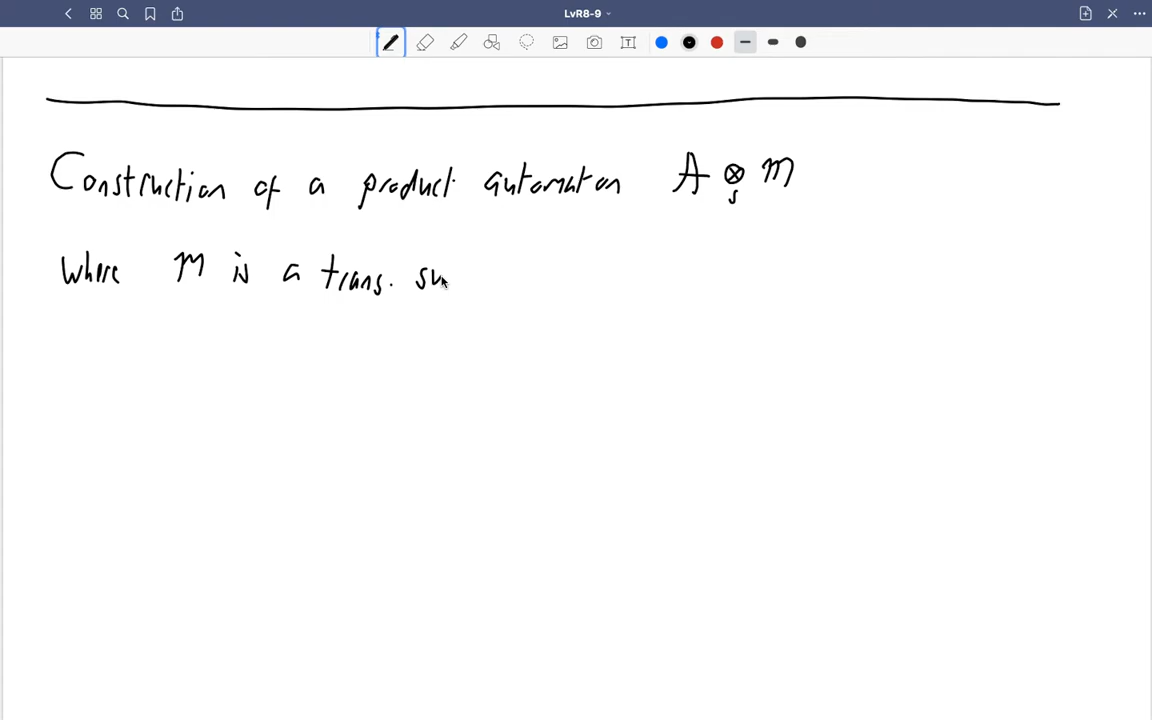 LvR8-9
Construction of a product automaton A ⊗s M
Where M is a trans. sy